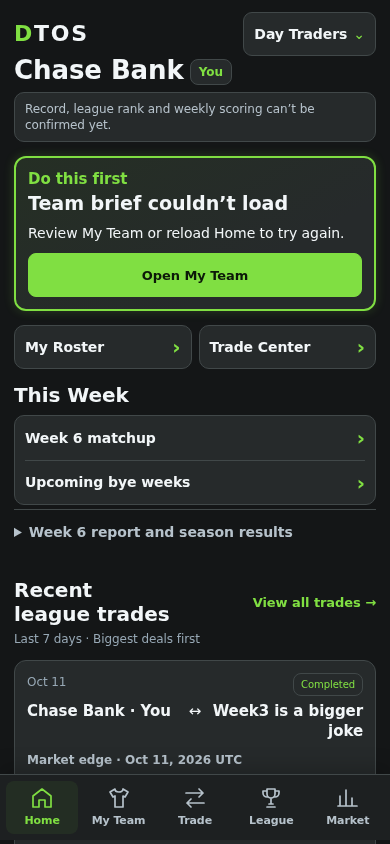 DTOS
Day Traders
Chase Bank You
Record, league rank and weekly scoring can’t be
confirmed yet.
Do this first
Team brief couldn’t load
Review My Team or reload Home to try again.
Open My Team
My Roster ›
Trade Center ›
This Week
Week 6 matchup ›
Upcoming bye weeks ›
▶ Week 6 report and season results
Recent
league trades
View all trades →
Last 7 days · Biggest deals first
Oct 11
Completed
Chase Bank · You ↔ Week3 is a bigger
joke
Market edge · Oct 11, 2026 UTC
Home
My Team
Trade
League
Market